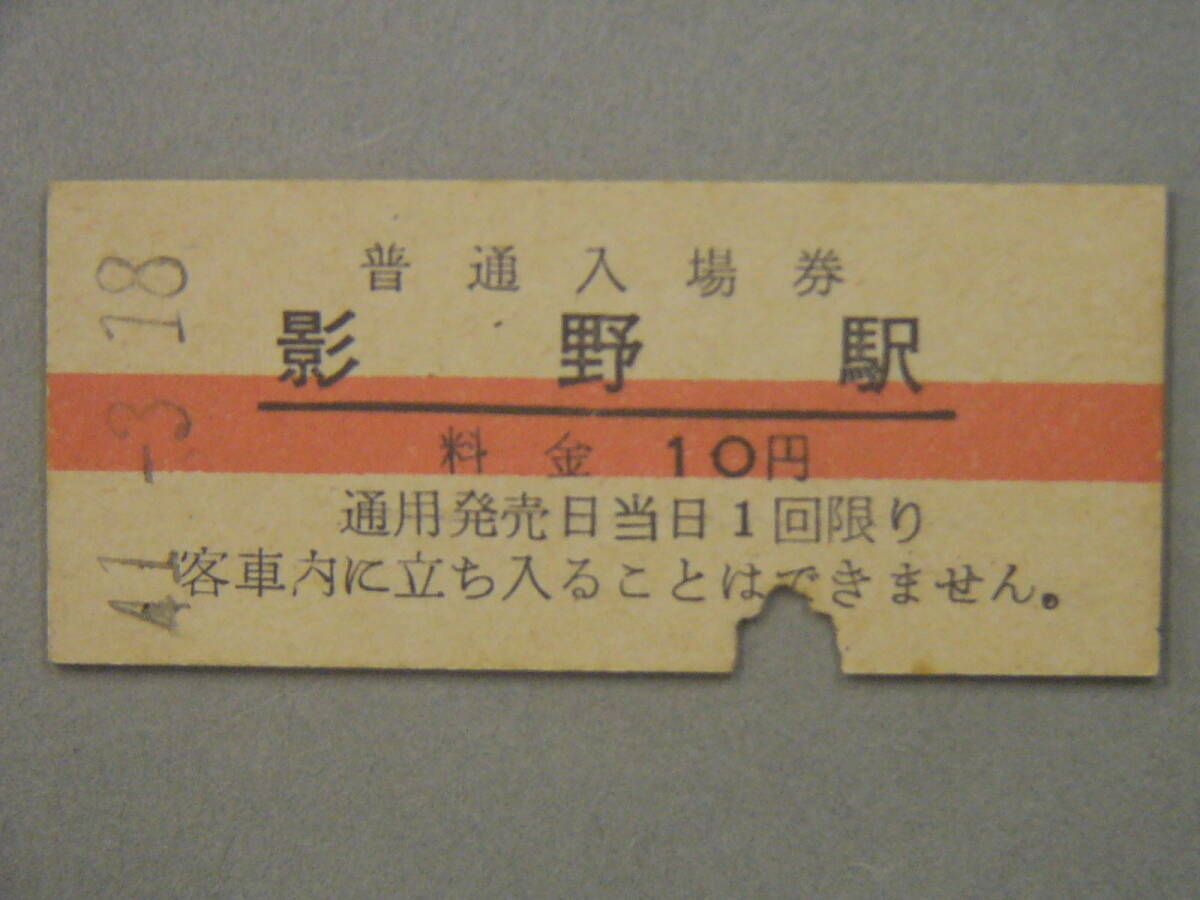 普通入場券
影野駅
料金 10円
通用発売日当日1回限り
客車内に立ち入ることはできません。
41 -3 18